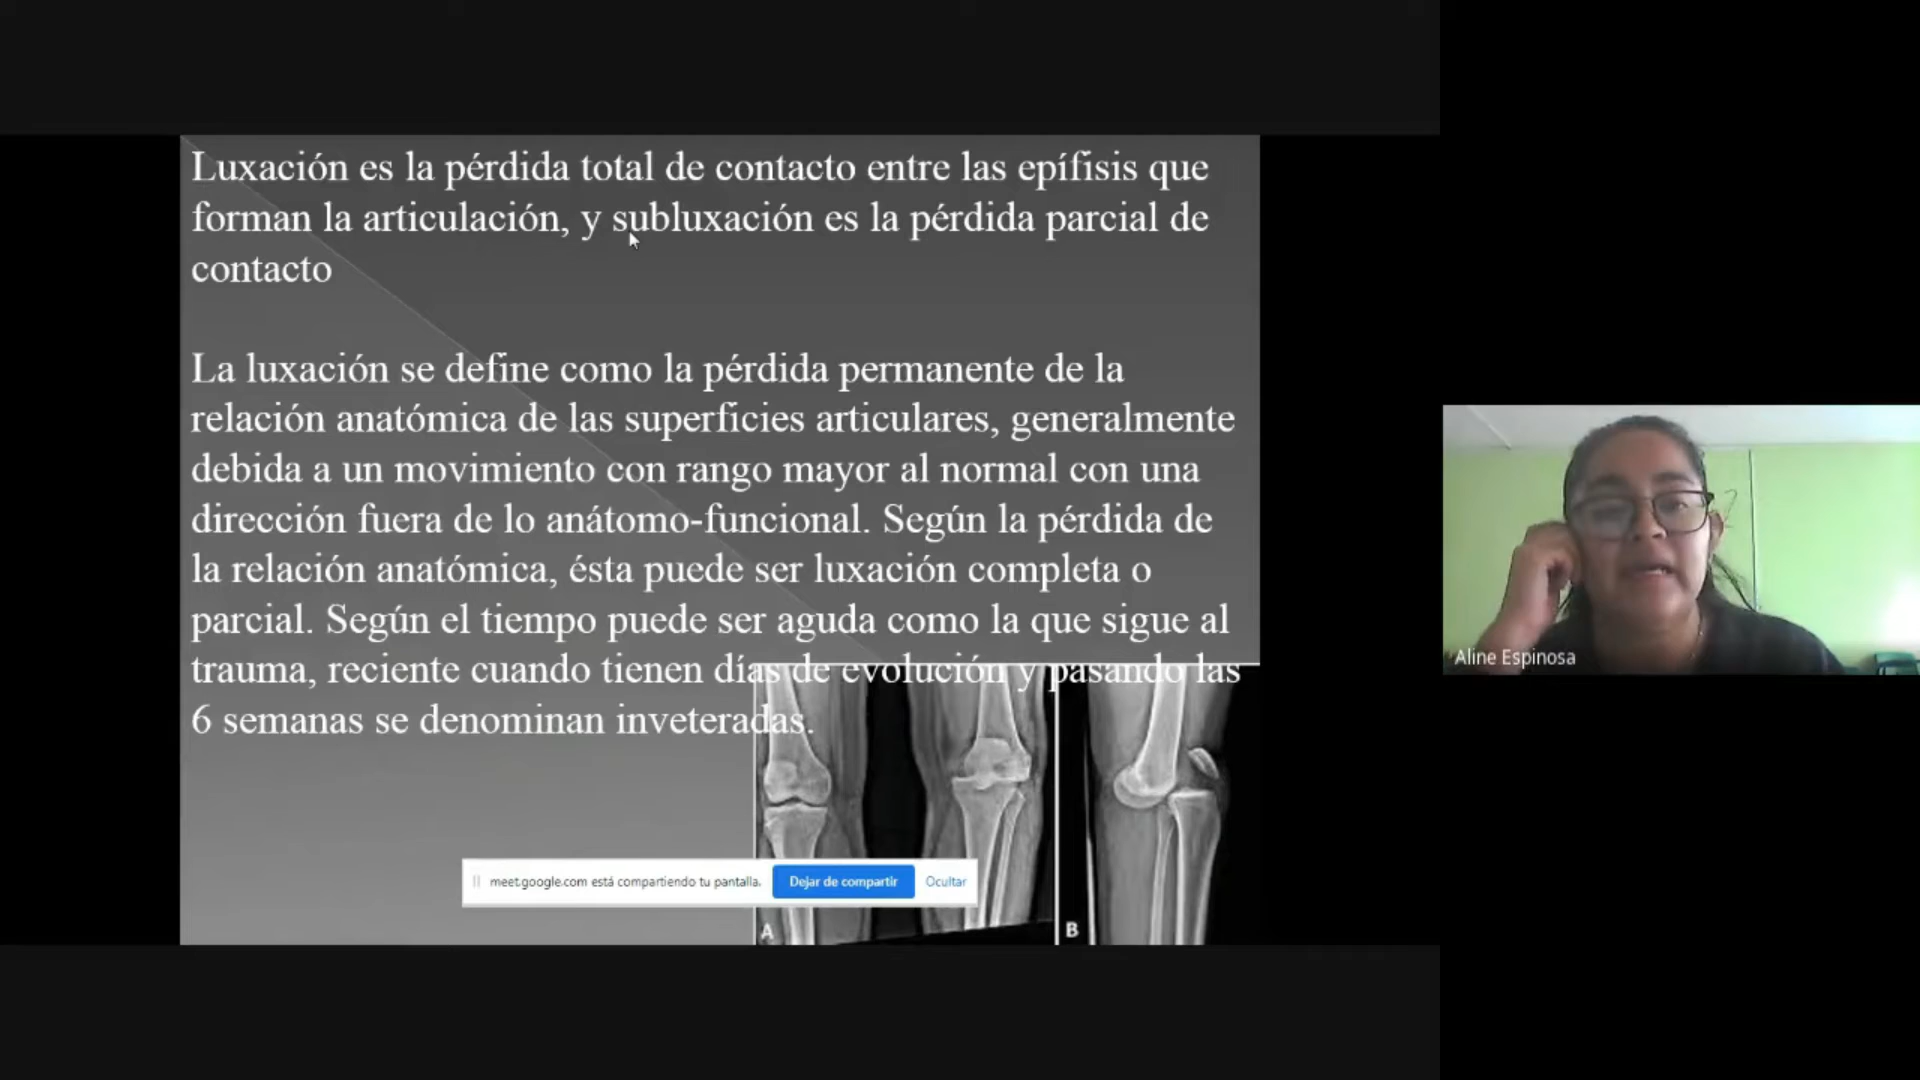 Luxación es la pérdida total de contacto entre las epífisis que
forman la articulación, y subluxación es la pérdida parcial de
contacto
La luxación se define como la pérdida permanente de la
relación anatómica de las superficies articulares, generalmente
debida a un movimiento con rango mayor al normal con una
dirección fuera de lo anátomo-funcional. Según la pérdida de
la relación anatómica, ésta puede ser luxación completa o
parcial. Según el tiempo puede ser aguda como la que sigue al
trauma, reciente cuando tienen días de evolución y pasando las
6 semanas se denominan inveteradas.
meet.google.com está compartiendo tu pantalla.
Dejar de compartir
Ocultar
A
B
Aline Espinosa